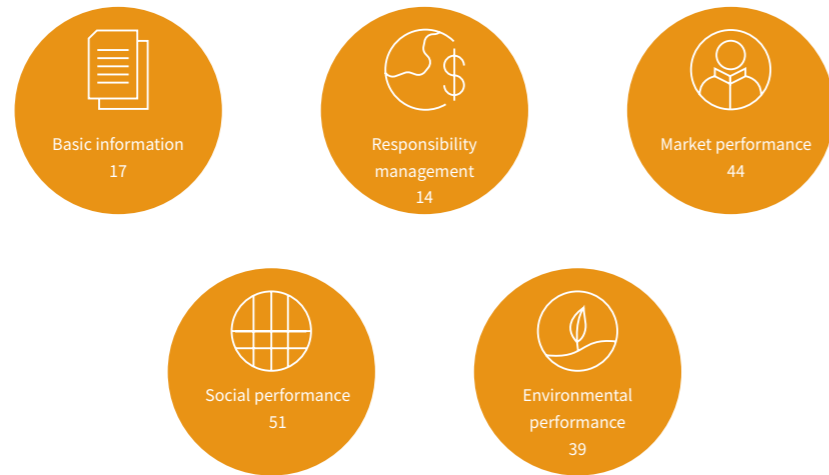 Basic information
17
Responsibility
management
14
Market performance
44
Social performance
51
Environmental
performance
39